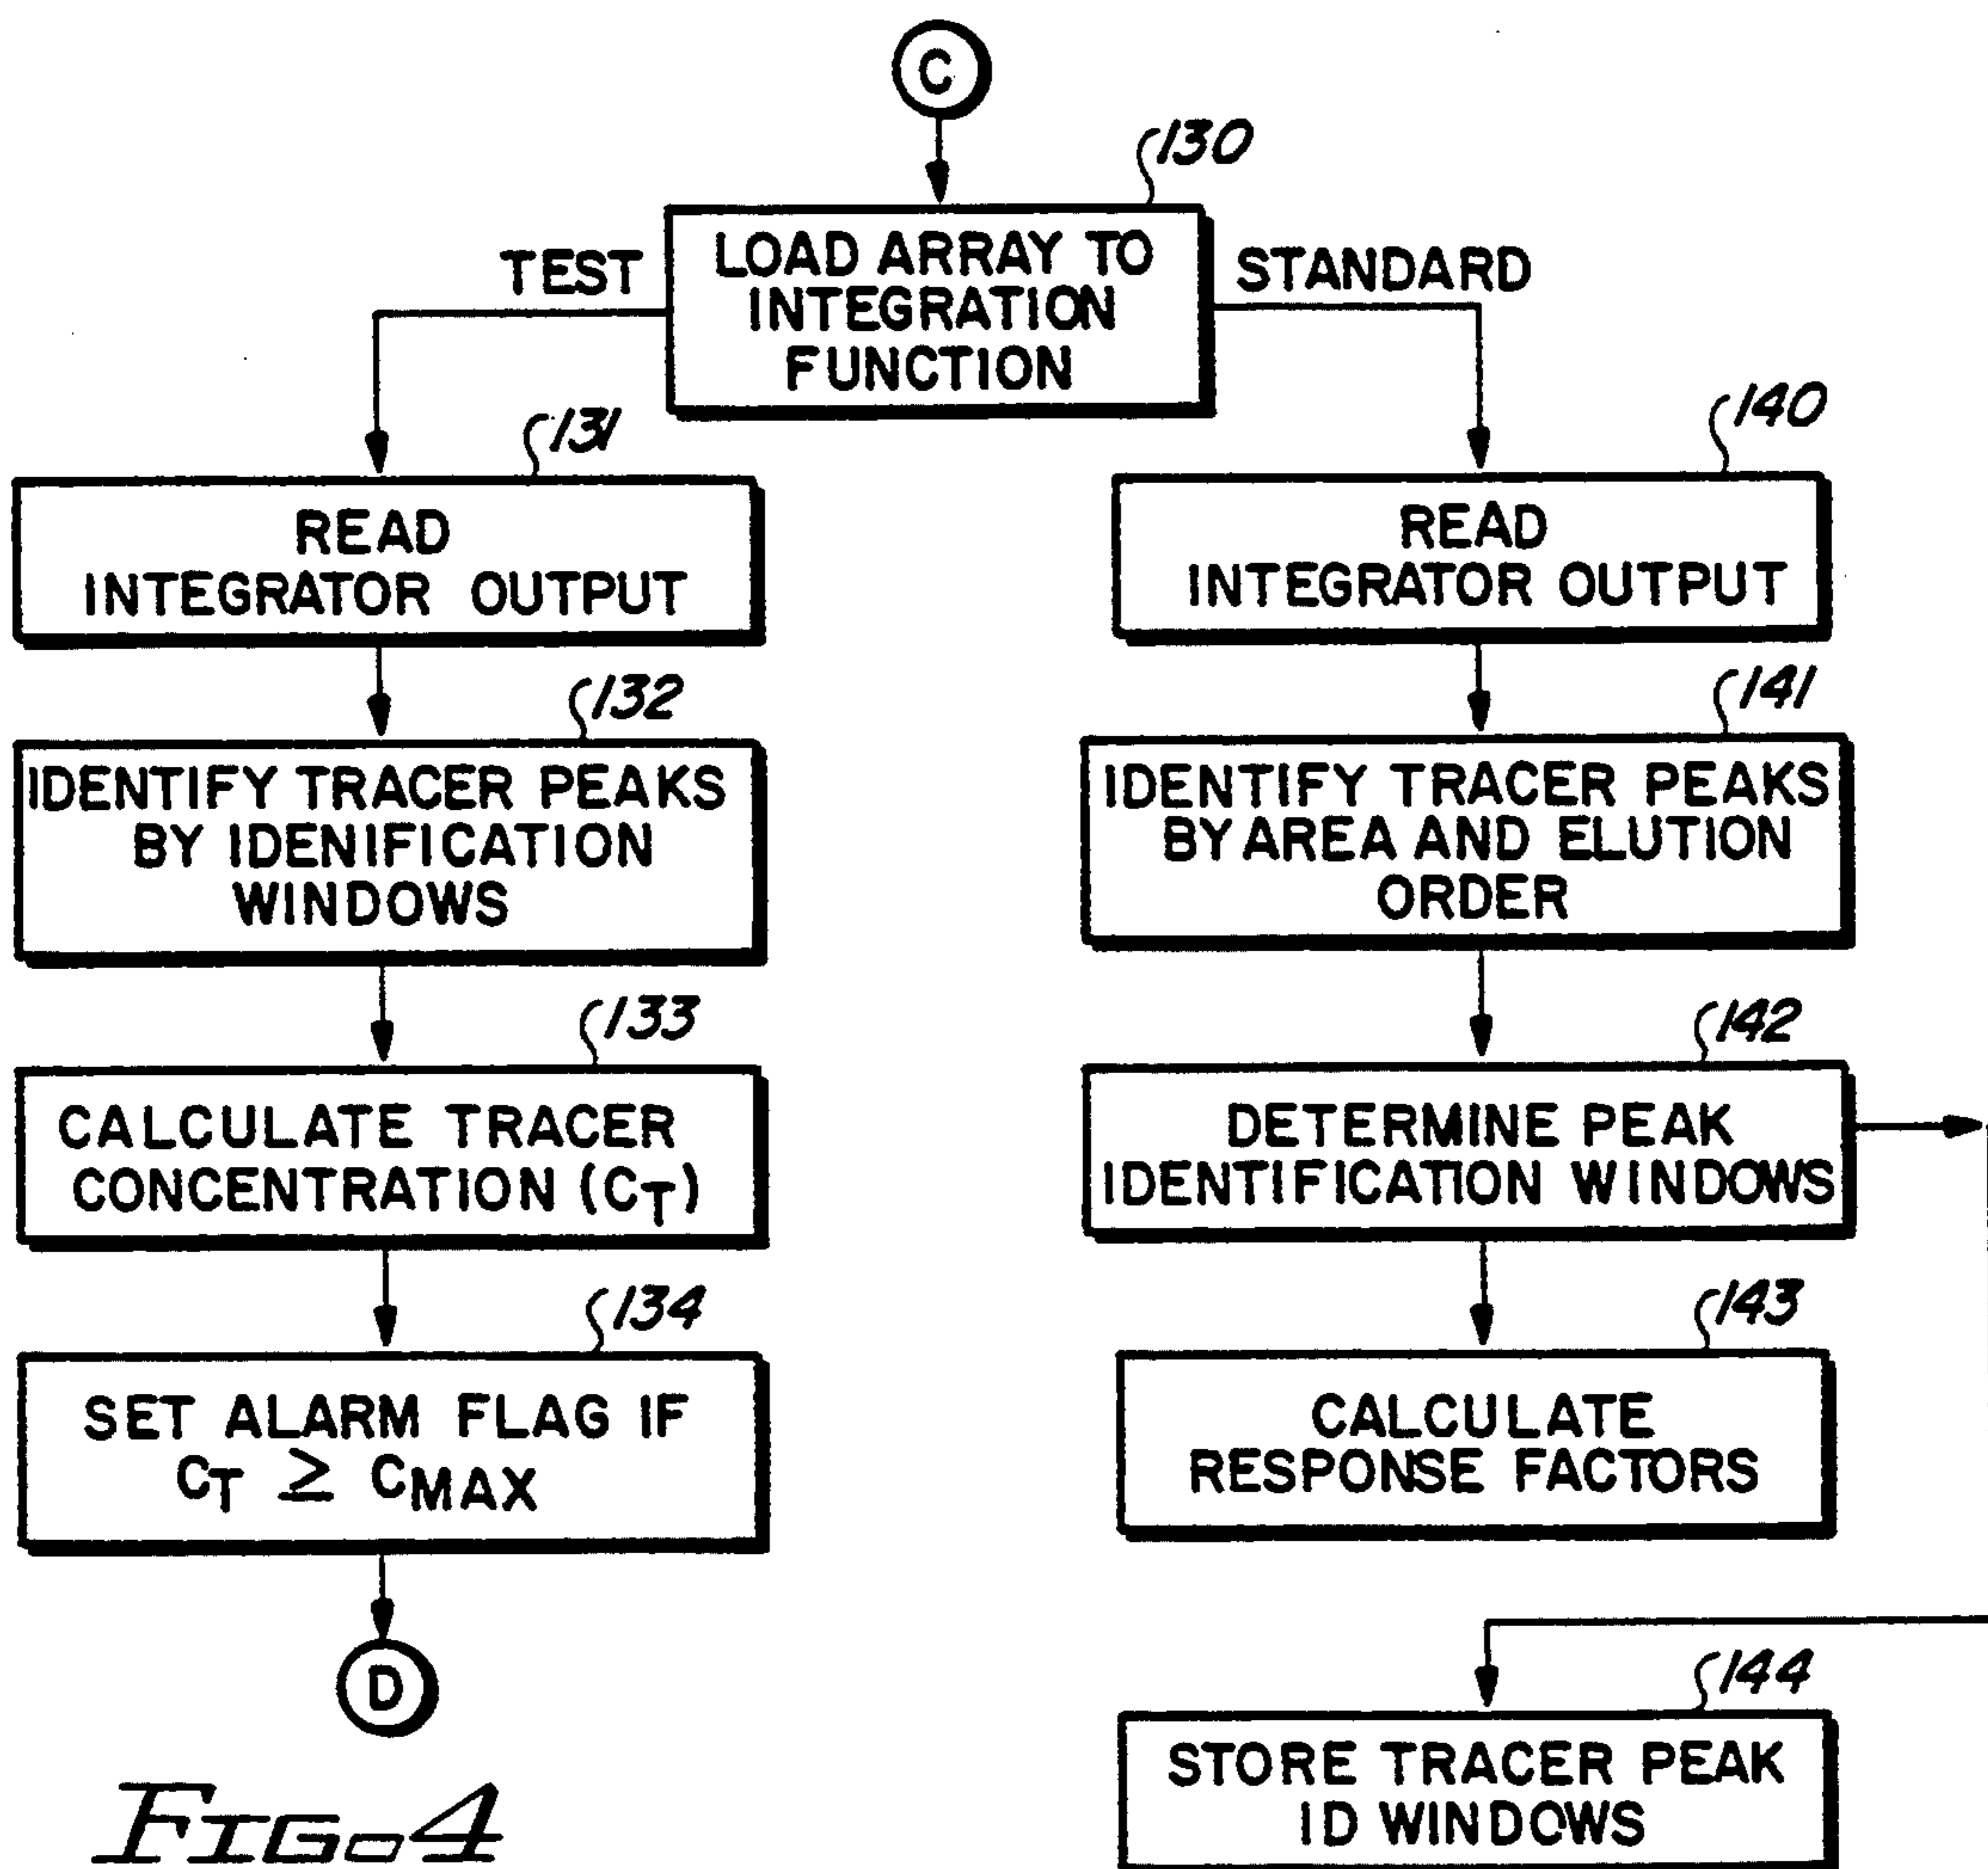 C
130
TEST
LOAD ARRAY TO
INTEGRATION
FUNCTION
STANDARD
131
READ
INTEGRATOR OUTPUT
132
IDENTIFY TRACER PEAKS
BY IDENIFICATION
WINDOWS
133
CALCULATE TRACER
CONCENTRATION (CT)
134
SET ALARM FLAG IF
CT ≥ CMAX
D
140
READ
INTEGRATOR OUTPUT
141
IDENTIFY TRACER PEAKS
BY AREA AND ELUTION
ORDER
142
DETERMINE PEAK
IDENTIFICATION WINDOWS
143
CALCULATE
RESPONSE FACTORS
144
STORE TRACER PEAK
ID WINDOWS
FIG. 4